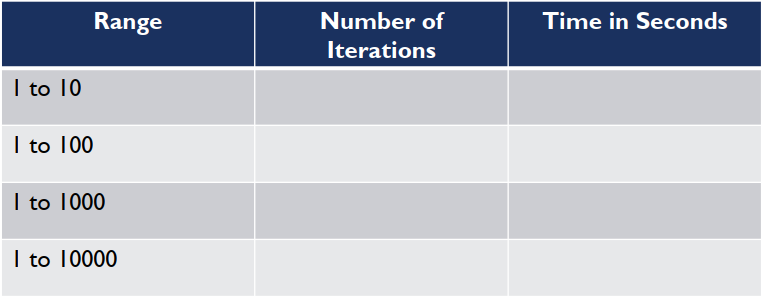 Range
Number of
Iterations
Time in Seconds
1 to 10
1 to 100
1 to 1000
1 to 10000